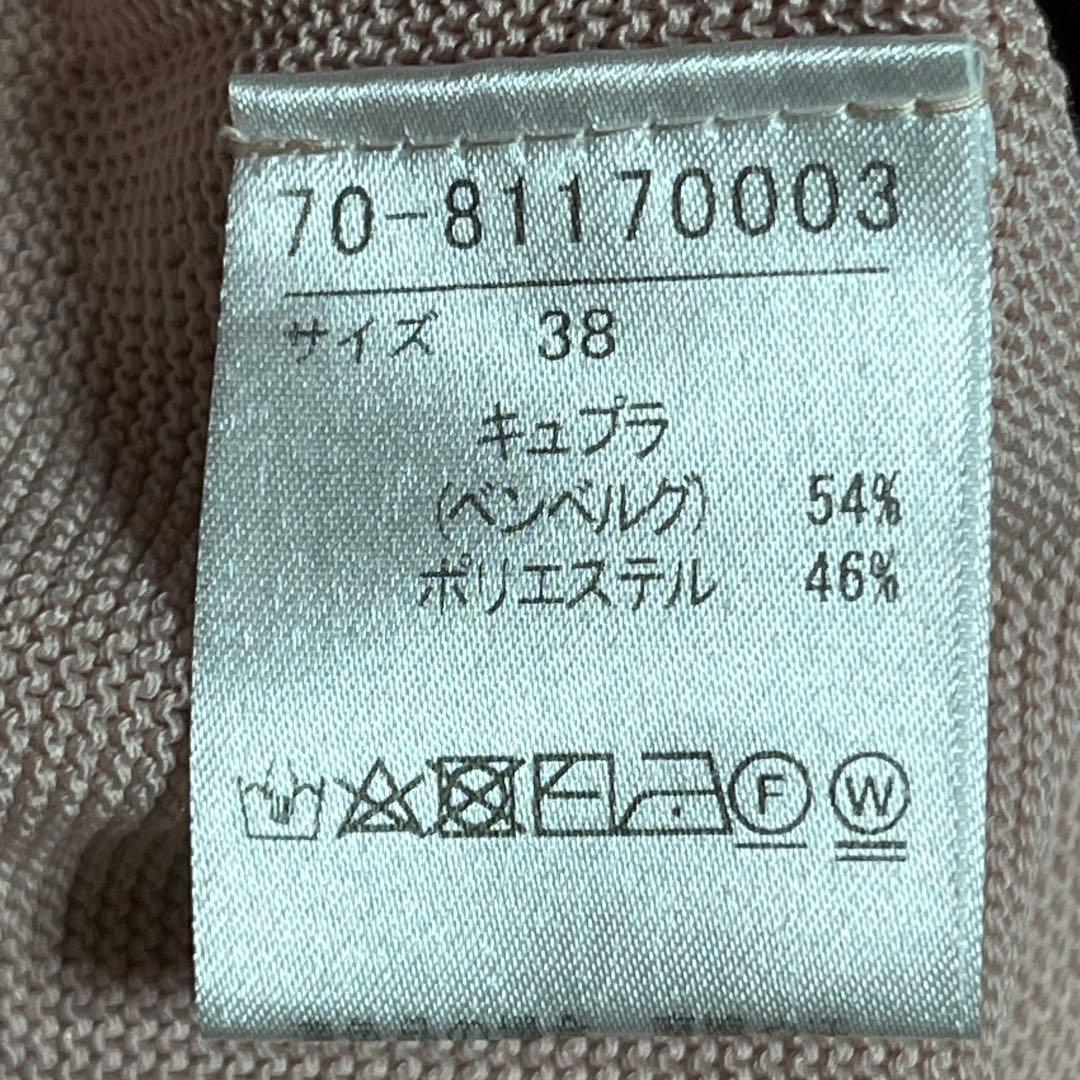 70-81170003
サイズ 38
キュプラ
(ベンベルグ) 54%
ポリエステル 46%
F W